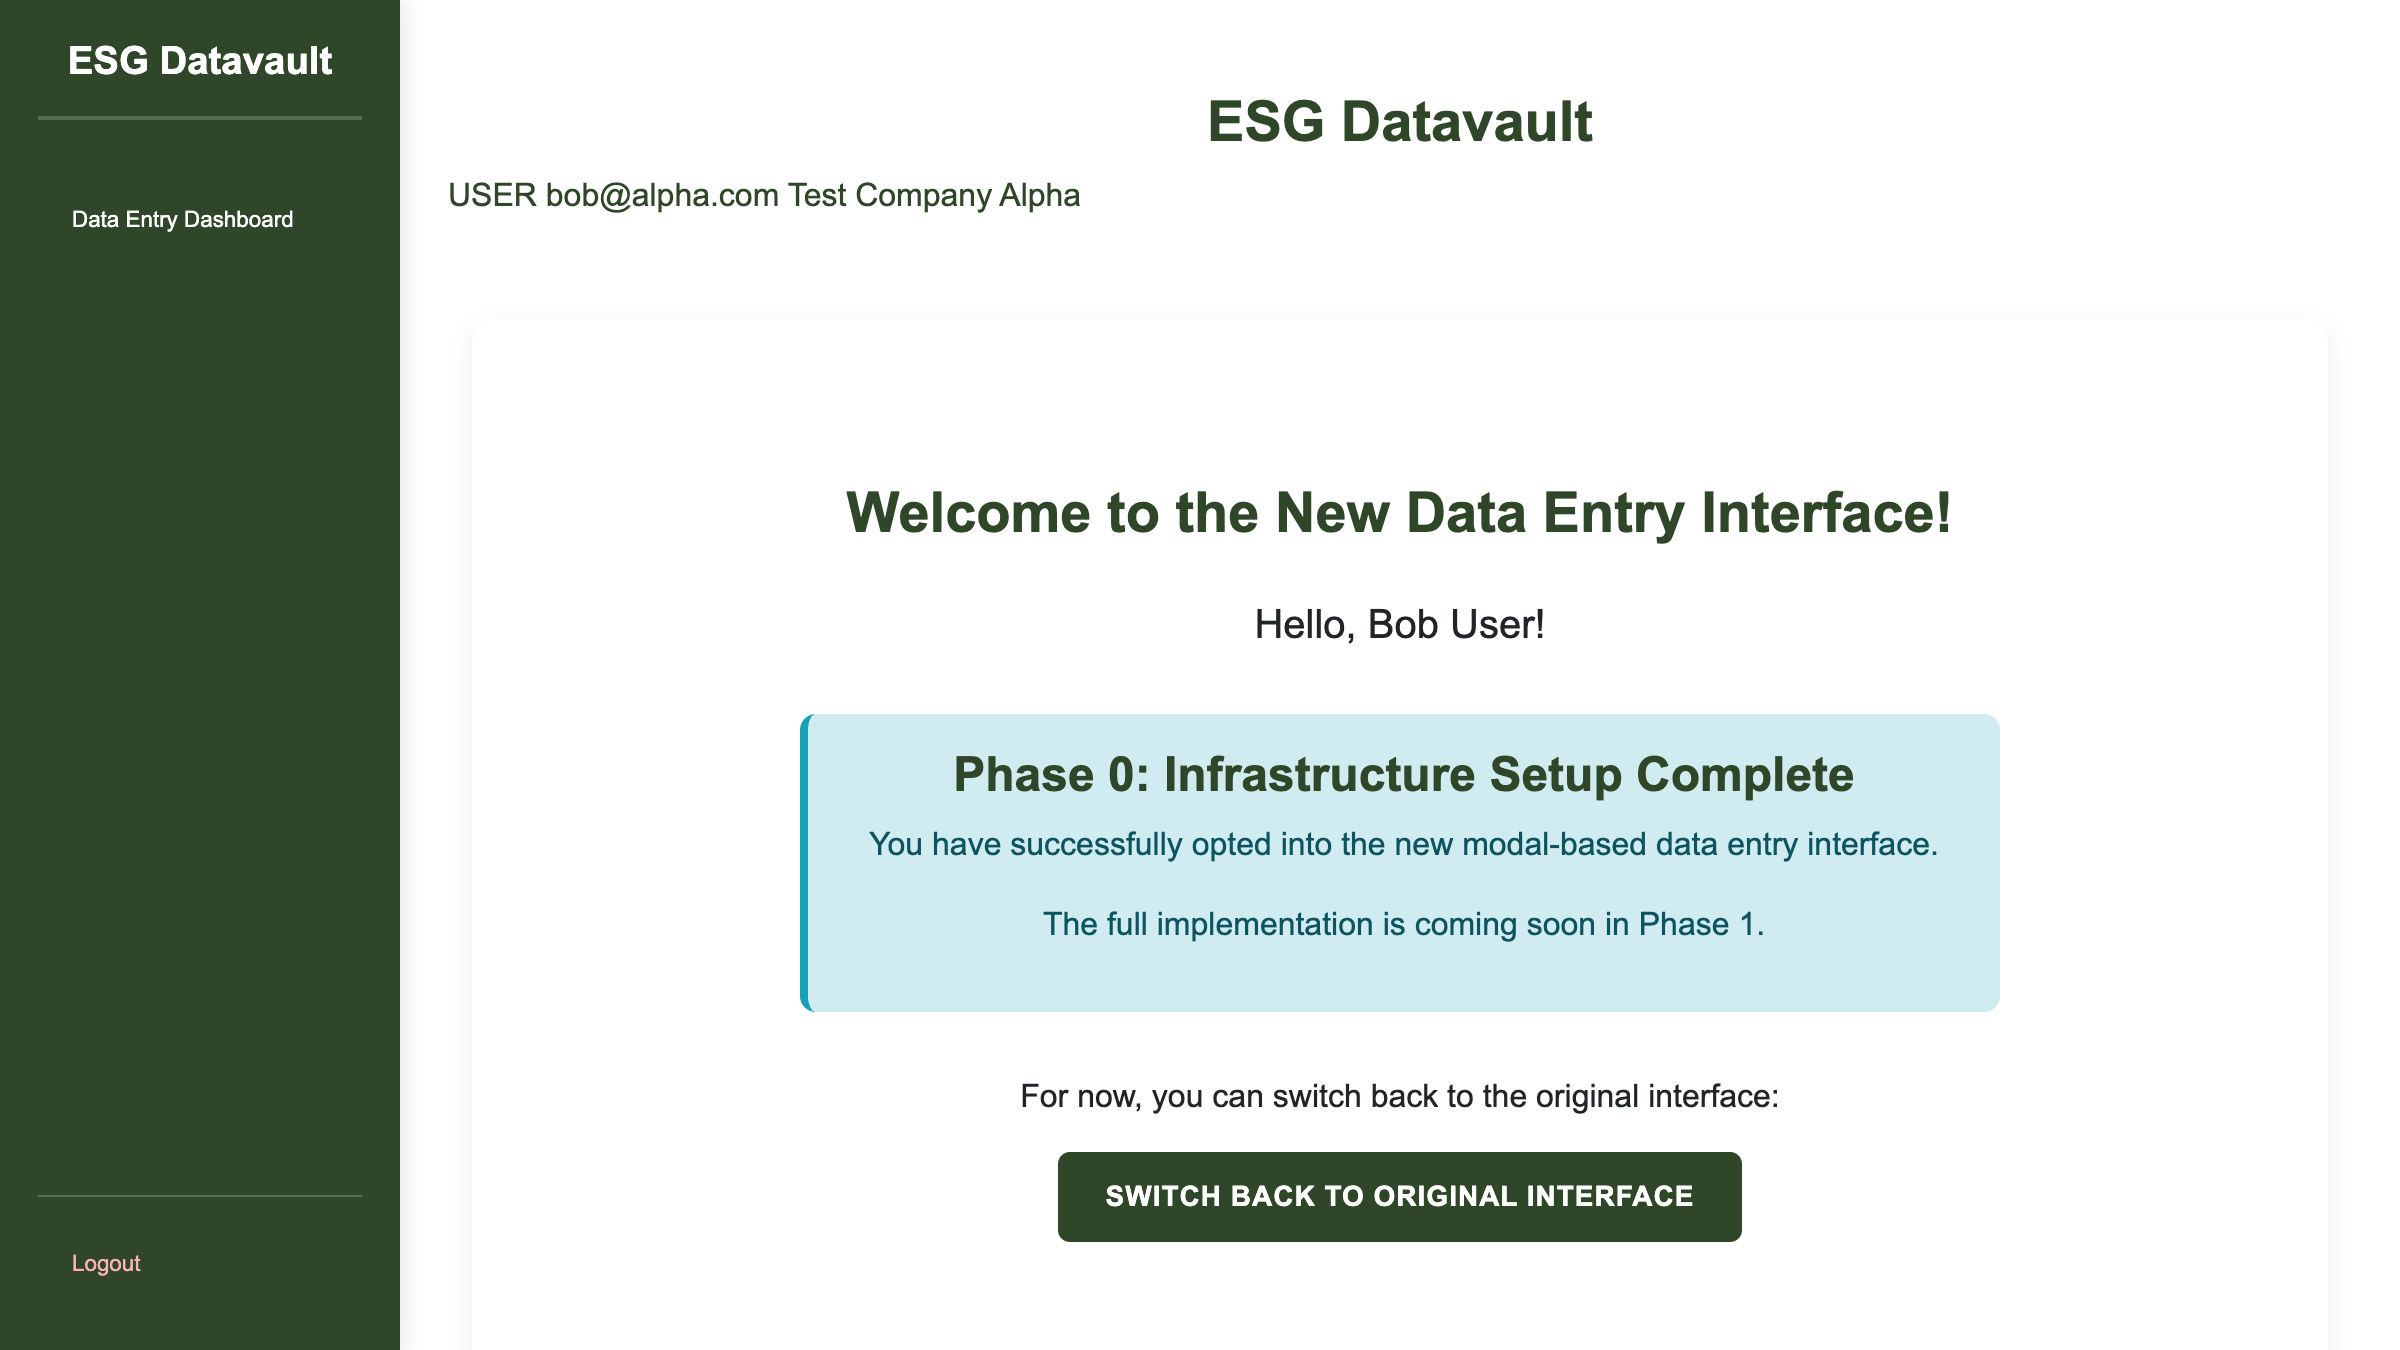 ESG Datavault
Data Entry Dashboard
Logout
ESG Datavault
USER bob@alpha.com Test Company Alpha
Welcome to the New Data Entry Interface!
Hello, Bob User!
Phase 0: Infrastructure Setup Complete
You have successfully opted into the new modal-based data entry interface.
The full implementation is coming soon in Phase 1.
For now, you can switch back to the original interface:
SWITCH BACK TO ORIGINAL INTERFACE